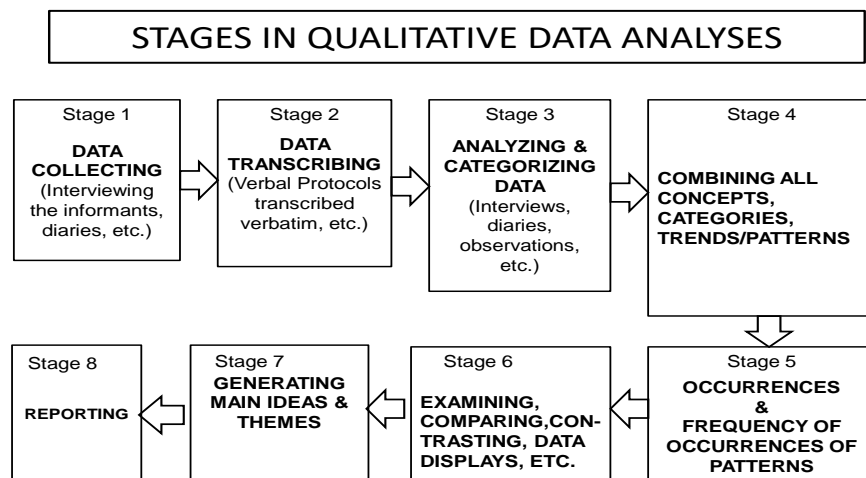 STAGES IN QUALITATIVE DATA ANALYSES
Stage 1
DATA
COLLECTING
(Interviewing
the informants,
diaries, etc.)
Stage 2
DATA
TRANSCRIBING
(Verbal Protocols
transcribed
verbatim, etc.)
Stage 3
ANALYZING &
CATEGORIZING
DATA
(Interviews,
diaries,
observations,
etc.)
Stage 4
COMBINING ALL
CONCEPTS,
CATEGORIES,
TRENDS/PATTERNS
Stage 5
OCCURRENCES
&
FREQUENCY OF
OCCURRENCES OF
PATTERNS
Stage 6
EXAMINING,
COMPARING,CON-
TRASTING, DATA
DISPLAYS, ETC.
Stage 7
GENERATING
MAIN IDEAS &
THEMES
Stage 8
REPORTING